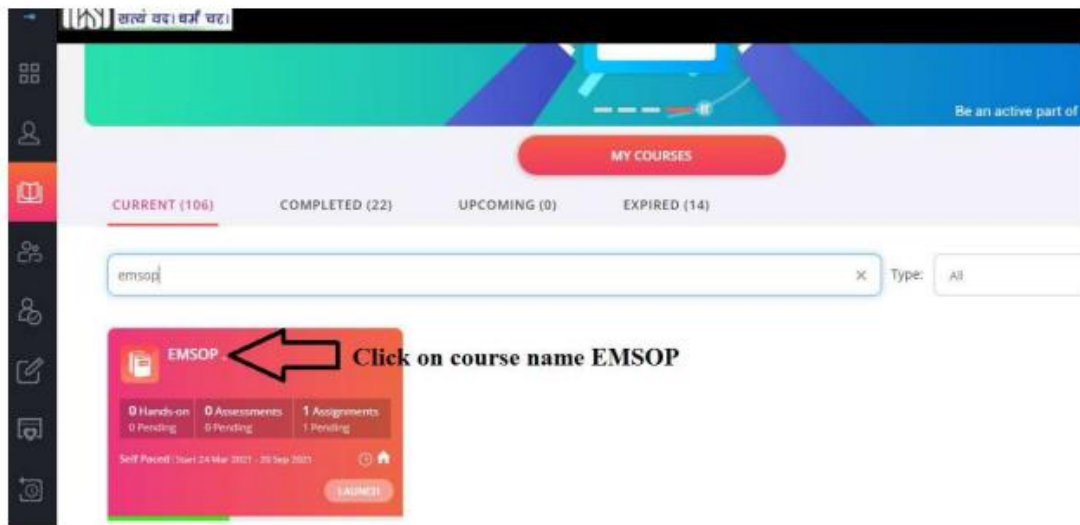 सत्यं वद। धर्मं चर।
Be an active part of
MY COURSES
CURRENT (106) COMPLETED (22) UPCOMING (0) EXPIRED (14)
emsop × Type: All
EMSOP
Click on course name EMSOP
0 Hands-on 0 Assessments 1 Assignments
0 Pending 0 Pending 1 Pending
Self Paced : Start 24 Mar 2021 - 20 Sep 2021
LAUNCH